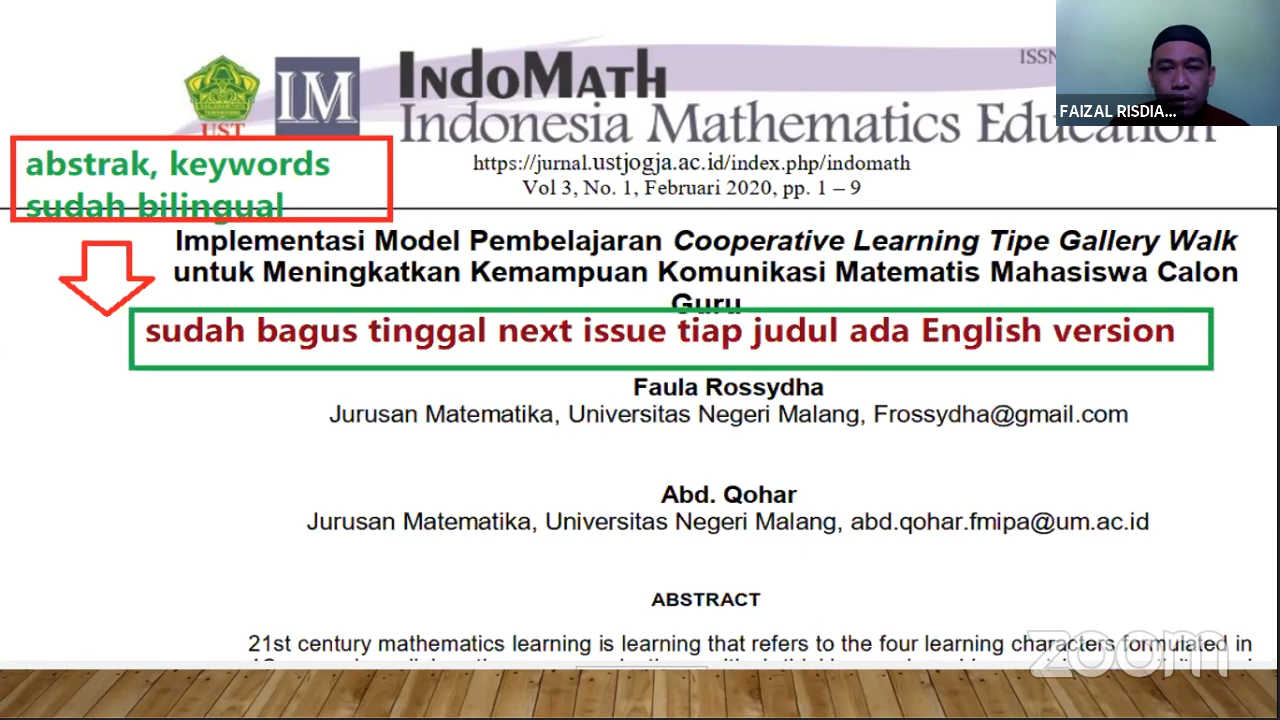 ISSN
INDOMATH
IM
UST
Indonesia Mathematics Education
FAIZAL RISDIA...
abstrak, keywords
sudah bilingual
https://jurnal.ustjogja.ac.id/index.php/indomath
Vol 3, No. 1, Februari 2020, pp. 1 – 9
Implementasi Model Pembelajaran Cooperative Learning Tipe Gallery Walk
untuk Meningkatkan Kemampuan Komunikasi Matematis Mahasiswa Calon
Guru
sudah bagus tinggal next issue tiap judul ada English version
Faula Rossydha
Jurusan Matematika, Universitas Negeri Malang, Frossydha@gmail.com
Abd. Qohar
Jurusan Matematika, Universitas Negeri Malang, abd.qohar.fmipa@um.ac.id
ABSTRACT
21st century mathematics learning is learning that refers to the four learning characters formulated in
zoom